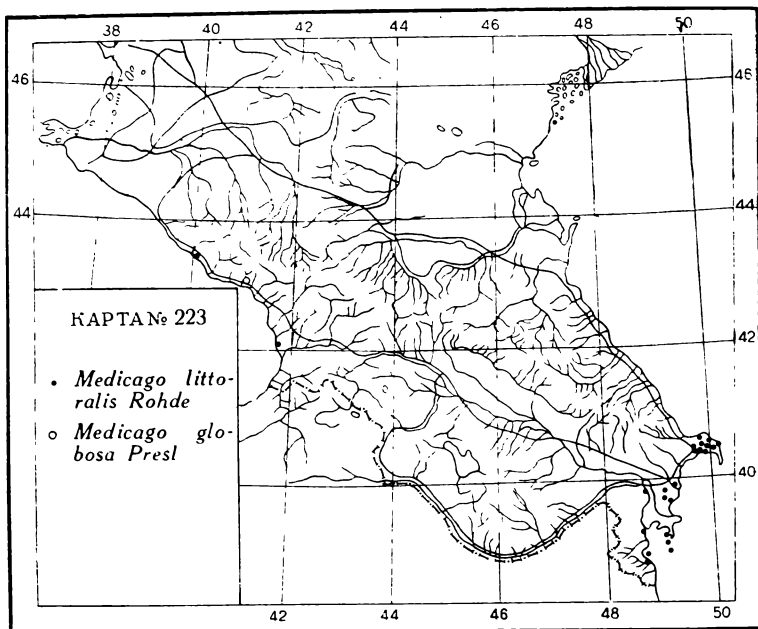 38 40 42 44 46 48 50
46 46
44 44
38
42
40
КАРТА № 223
• Medicago litto-
ralis Rohde
○ Medicago glo-
bosa Presl
42 44 46 48 50